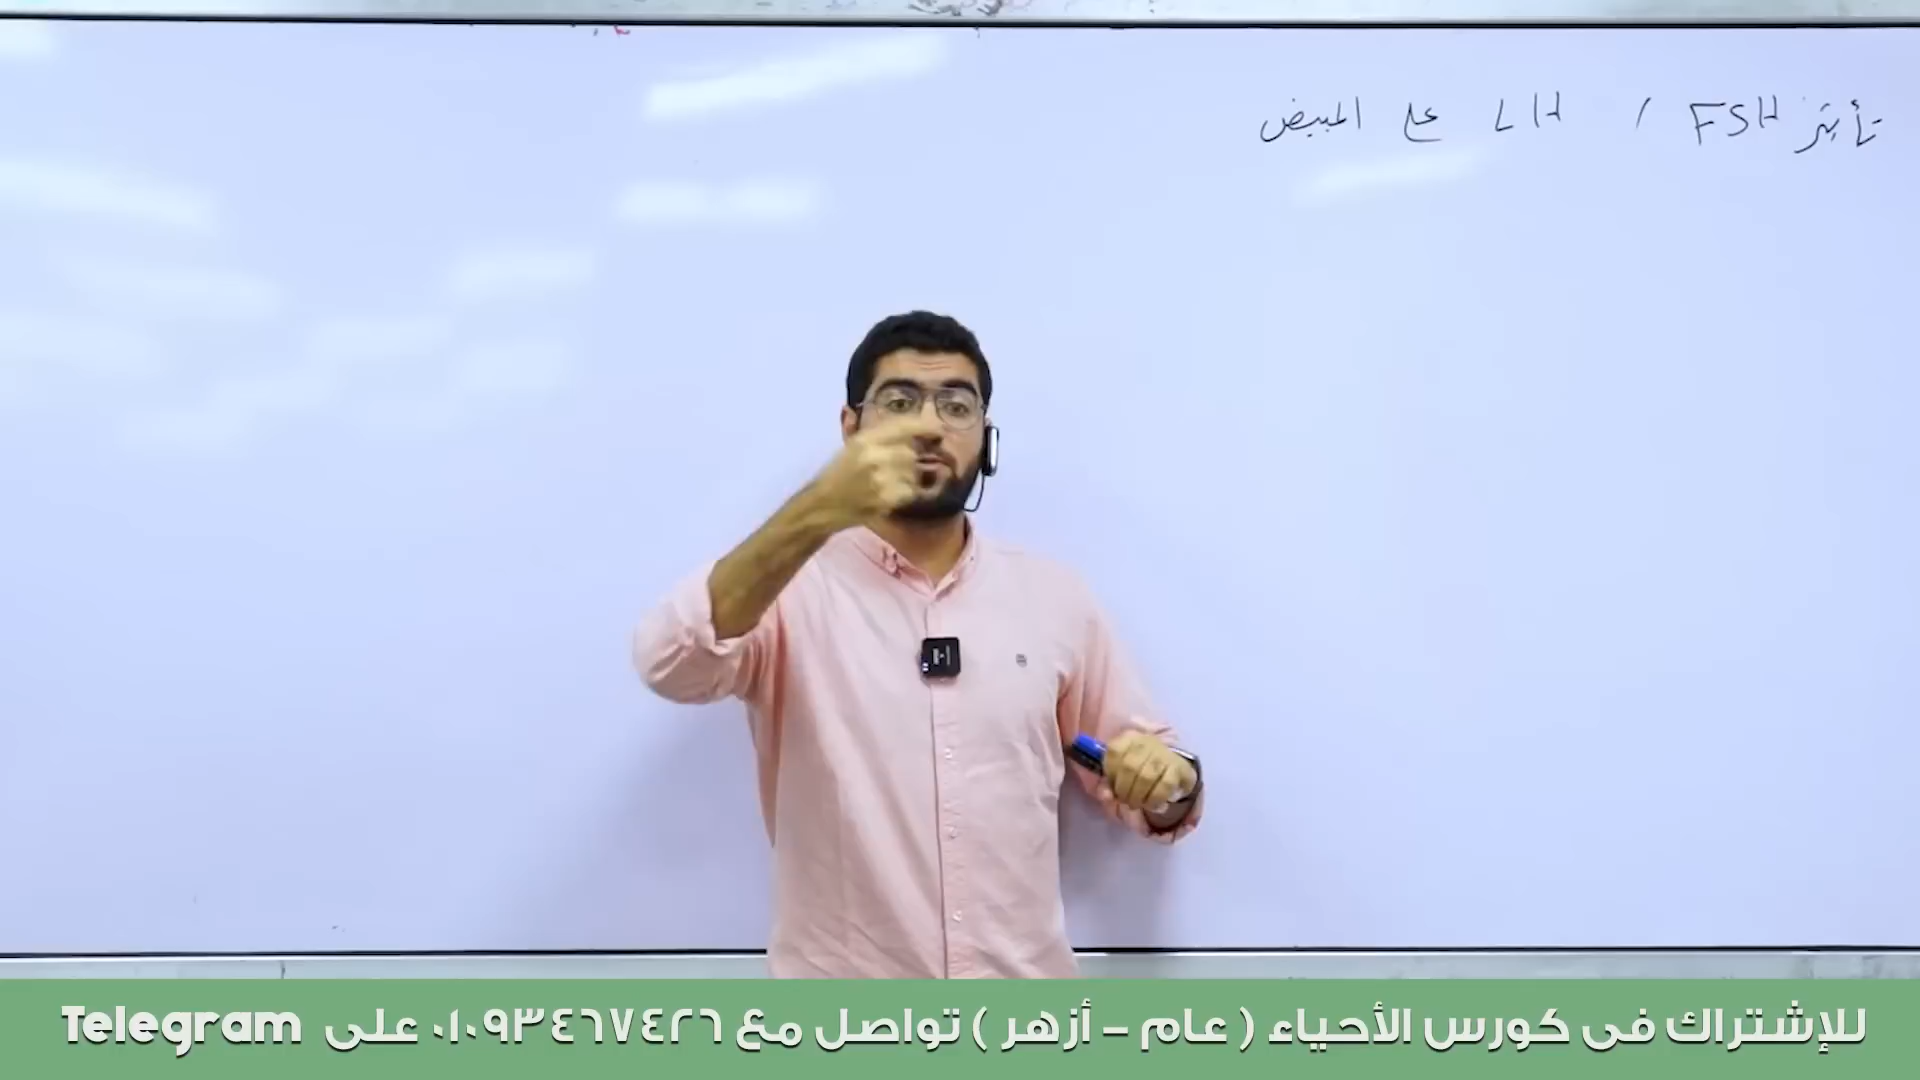 تأثير FSH / LH على المبيض
للإشتراك فى كورس الأحياء ( عام – أزهر ) تواصل مع ٠١٠٩٣٤٦٧٤٢٦ على Telegram